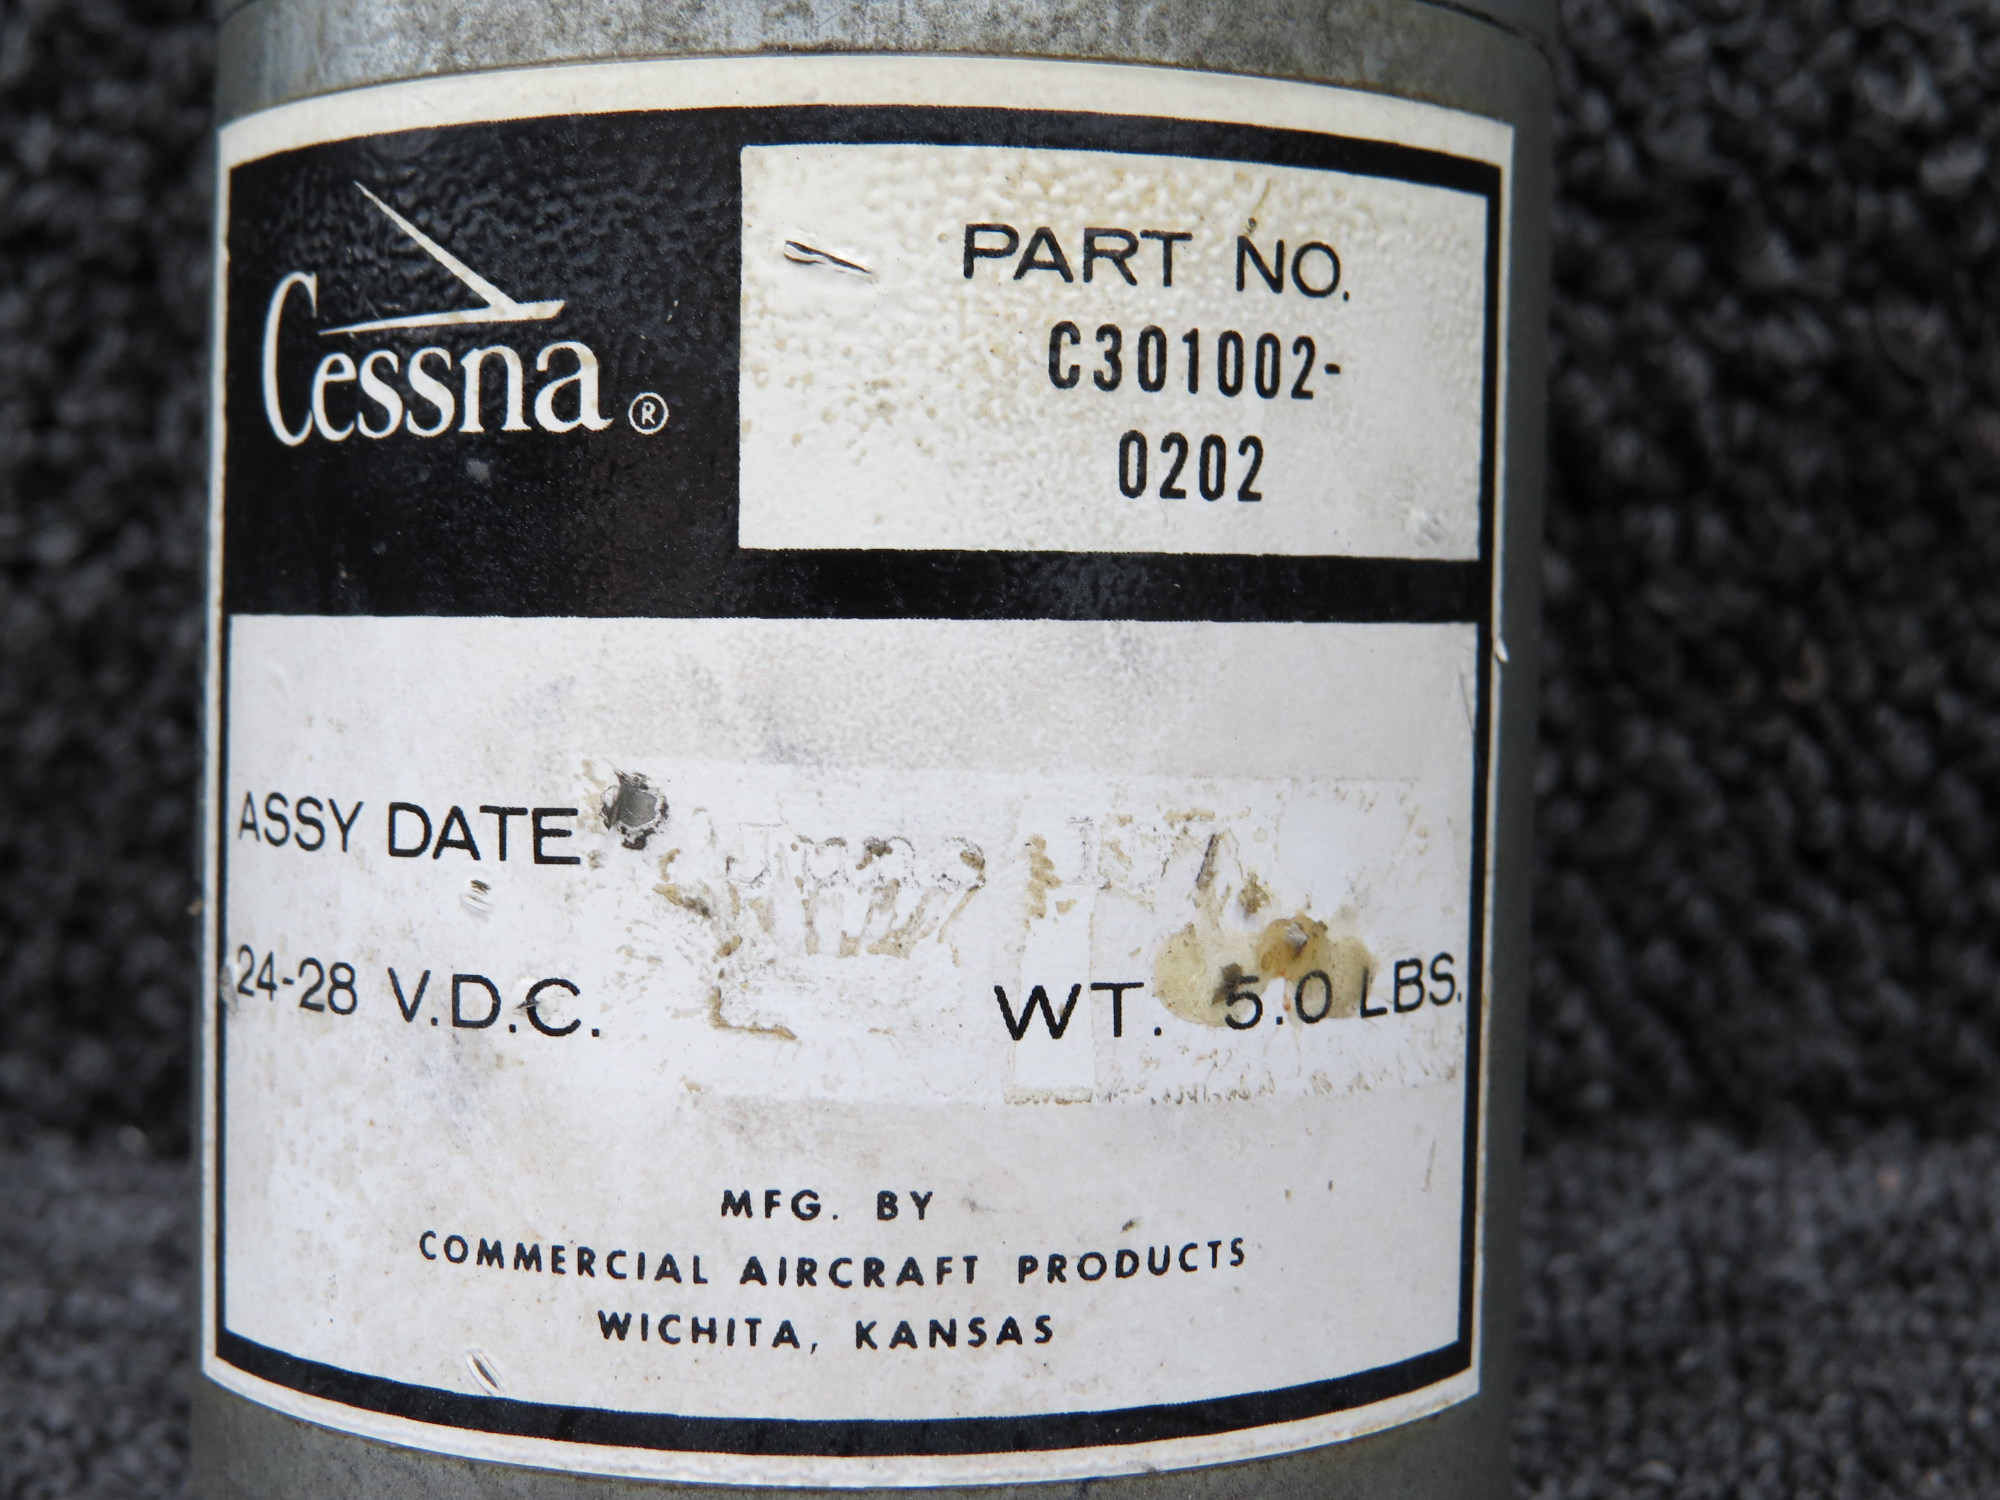 Cessna®
PART NO.
C301002-
0202
ASSY DATE
24-28 V.D.C. WT. 5.0 LBS.
MFG. BY
COMMERCIAL AIRCRAFT PRODUCTS
WICHITA, KANSAS